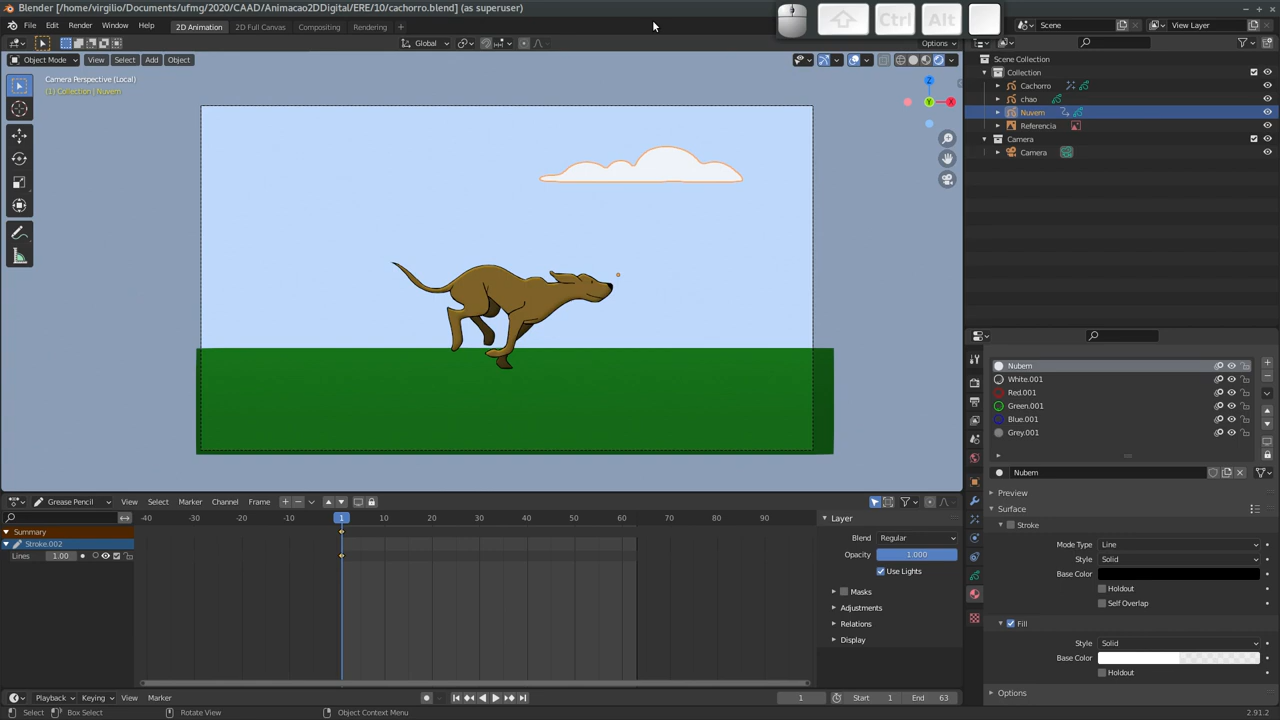 Blender [/home/virgilio/Documents/ufmg/2020/CAAD/Animacao2DDigital/ERE/10/cachorro.blend] (as superuser)
File Edit Render Window Help 2D Animation 2D Full Canvas Compositing Rendering + Scene View Layer
Ctrl Alt
Global Options
Object Mode View Select Add Object
Camera Perspective (Local)
(1) Collection | Nuvem
Z
Y X
Scene Collection
Collection
Cachorro
chao
Nuvem
Referencia
Camera
Camera
Nubem
White.001
Red.001
Green.001
Blue.001
Grey.001
Nubem
Preview
Surface
Stroke
Mode Type Line
Style Solid
Base Color
Holdout
Self Overlap
Fill
Style Solid
Base Color
Holdout
Options
Grease Pencil View Select Marker Channel Frame
-40 -30 -20 -10 1 10 20 30 40 50 60 70 80 90
Summary
Stroke.002
Lines 1.00
Layer
Blend Regular
Opacity 1.000
Use Lights
Masks
Adjustments
Relations
Display
Playback Keying View Marker 1 Start 1 End 63
Select Box Select Rotate View Object Context Menu 2.91.2